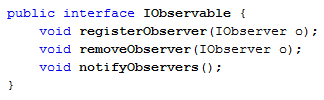 public interface IObservable {
    void registerObserver(IObserver o);
    void removeObserver(IObserver o);
    void notifyObservers();
}